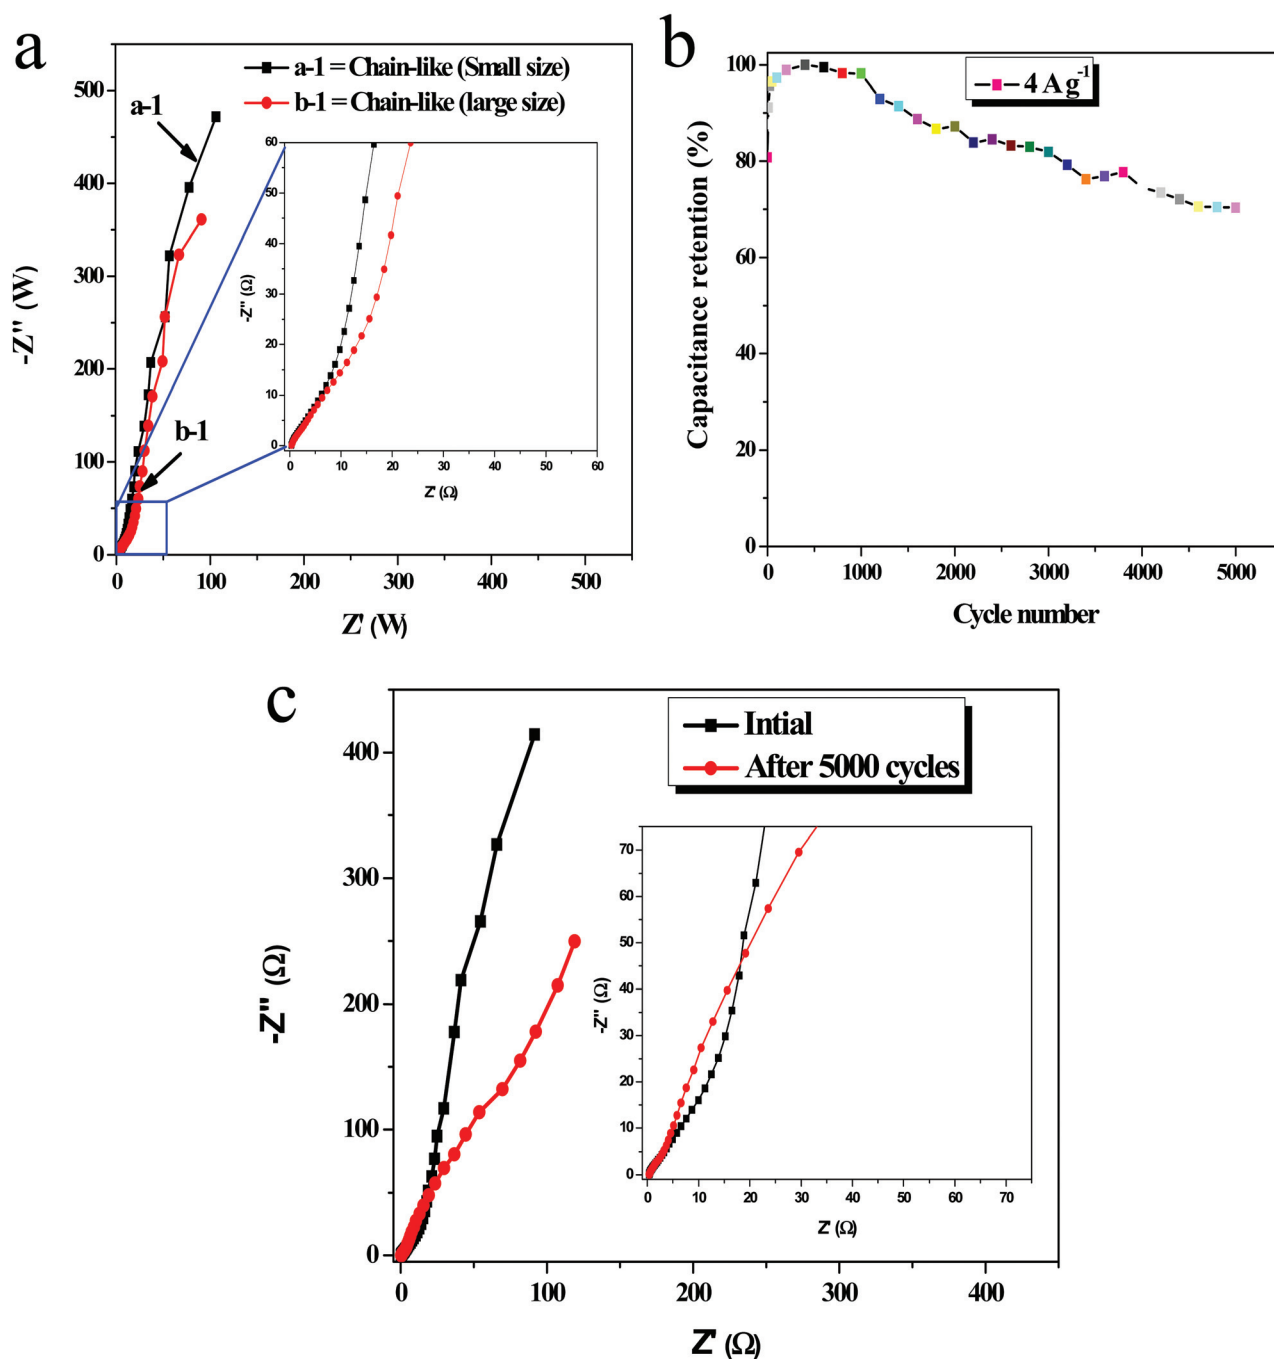 a
a-1 = Chain-like (Small size)
b-1 = Chain-like (large size)
a-1
b-1
-Z'' (W)
500
400
300
200
100
0
0 100 200 300 400 500
Z' (W)
-Z'' (Ω)
60
50
40
30
20
10
0
0 10 20 30 40 50 60
Z' (Ω)
b
4 A g⁻¹
Capacitance retention (%)
100
80
60
40
20
0
0 1000 2000 3000 4000 5000
Cycle number
c
Intial
After 5000 cycles
-Z'' (Ω)
400
300
200
100
0
0 100 200 300 400
Z' (Ω)
-Z'' (Ω)
70
60
50
40
30
20
10
0
0 10 20 30 40 50 60 70
Z' (Ω)